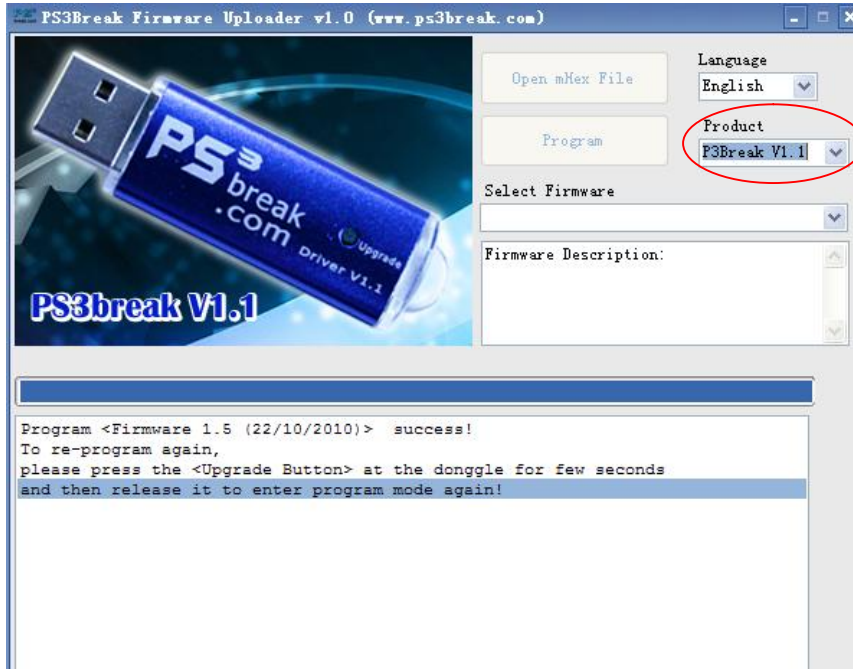 PS3Break Firmware Uploader v1.0 (www.ps3break.com)
PS3
break
.com
Upgrade
Driver V1.1
PS3break V1.1
Open mHex File
Program
Language
English
Product
P3Break V1.1
Select Firmware
Firmware Description:
Program <Firmware 1.5 (22/10/2010)>  success!
To re-program again,
please press the <Upgrade Button> at the donggle for few seconds
and then release it to enter program mode again!